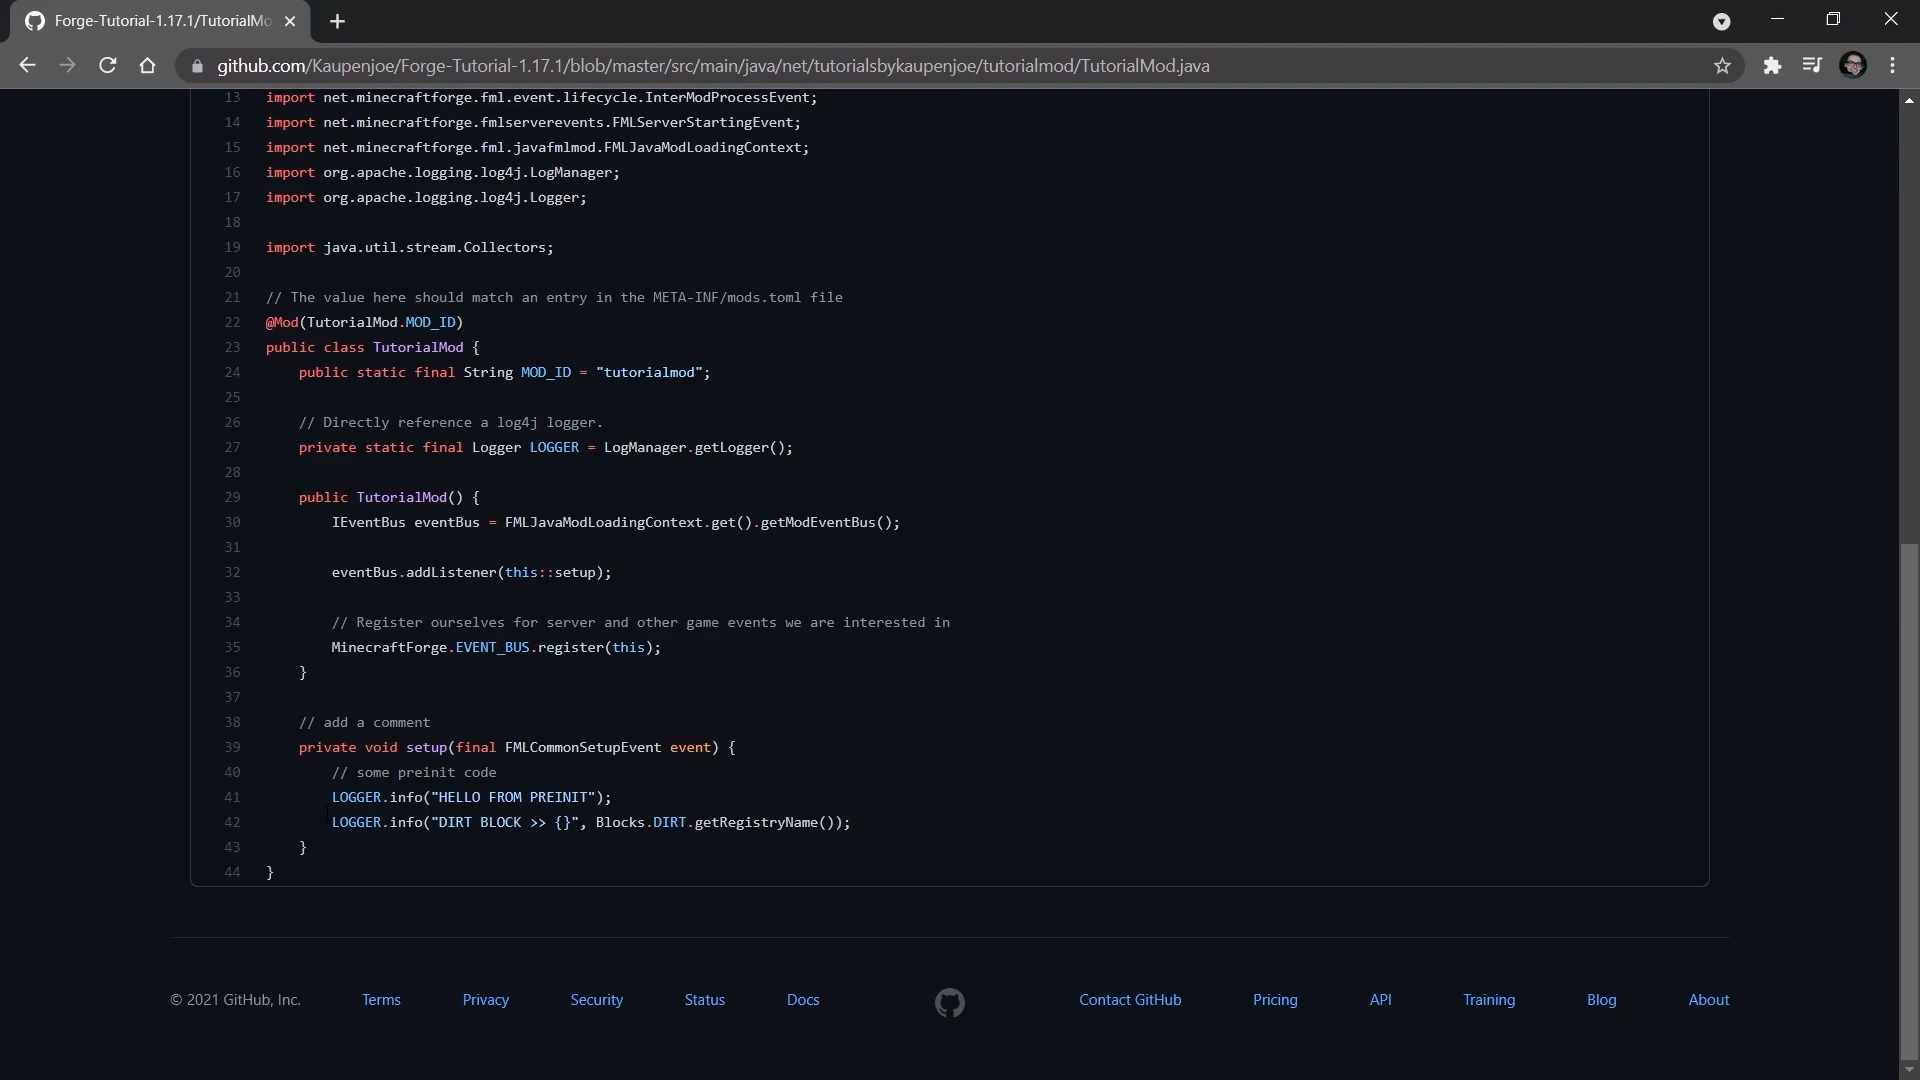 Forge-Tutorial-1.17.1/TutorialMo
github.com/Kaupenjoe/Forge-Tutorial-1.17.1/blob/master/src/main/java/net/tutorialsbykaupenjoe/tutorialmod/TutorialMod.java
13 import net.minecraftforge.fml.event.lifecycle.InterModProcessEvent;
14 import net.minecraftforge.fmlserverevents.FMLServerStartingEvent;
15 import net.minecraftforge.fml.javafmlmod.FMLJavaModLoadingContext;
16 import org.apache.logging.log4j.LogManager;
17 import org.apache.logging.log4j.Logger;
18
19 import java.util.stream.Collectors;
20
21 // The value here should match an entry in the META-INF/mods.toml file
22 @Mod(TutorialMod.MOD_ID)
23 public class TutorialMod {
24 public static final String MOD_ID = "tutorialmod";
25
26 // Directly reference a log4j logger.
27 private static final Logger LOGGER = LogManager.getLogger();
28
29 public TutorialMod() {
30 IEventBus eventBus = FMLJavaModLoadingContext.get().getModEventBus();
31
32 eventBus.addListener(this::setup);
33
34 // Register ourselves for server and other game events we are interested in
35 MinecraftForge.EVENT_BUS.register(this);
36 }
37
38 // add a comment
39 private void setup(final FMLCommonSetupEvent event) {
40 // some preinit code
41 LOGGER.info("HELLO FROM PREINIT");
42 LOGGER.info("DIRT BLOCK >> {}", Blocks.DIRT.getRegistryName());
43 }
44 }
© 2021 GitHub, Inc. Terms Privacy Security Status Docs Contact GitHub Pricing API Training Blog About